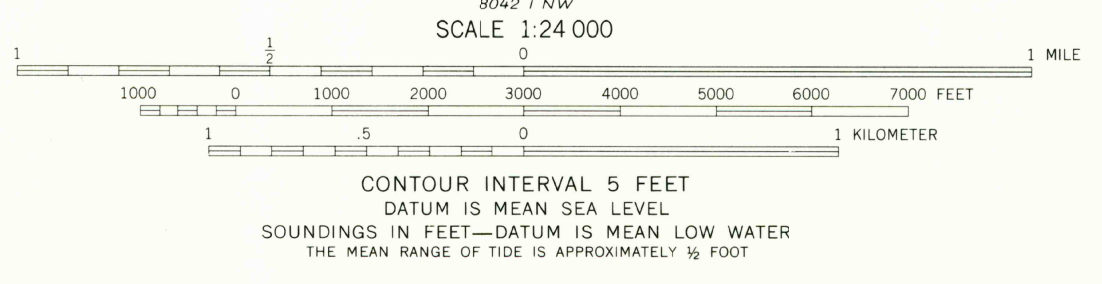 8042 I NW
SCALE 1:24 000
1 1/2 0 1 MILE
1000 0 1000 2000 3000 4000 5000 6000 7000 FEET
1 .5 0 1 KILOMETER
CONTOUR INTERVAL 5 FEET
DATUM IS MEAN SEA LEVEL
SOUNDINGS IN FEET—DATUM IS MEAN LOW WATER
THE MEAN RANGE OF TIDE IS APPROXIMATELY ½ FOOT